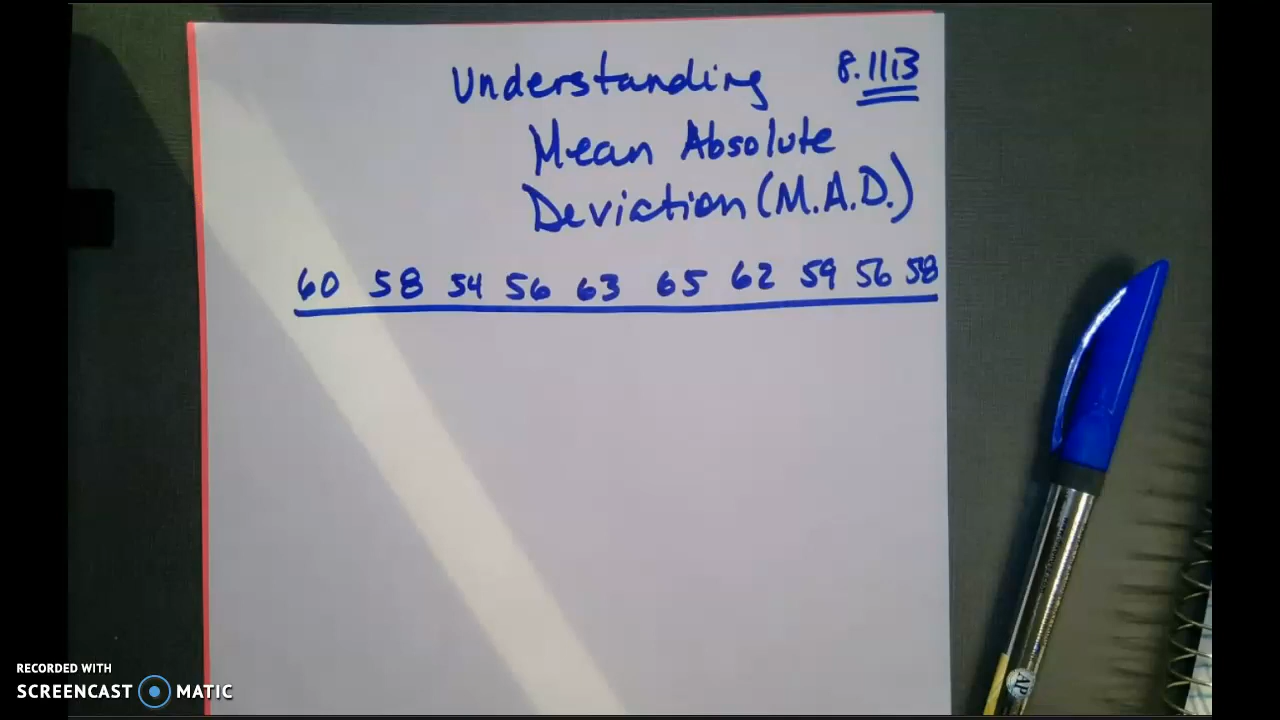 Understanding 8.1113
Mean Absolute
Deviation (M.A.D.)
60 58 54 56 63 65 62 59 56 58
RECORDED WITH
SCREENCAST MATIC